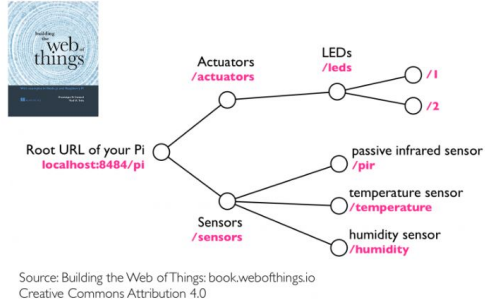 building
the
web of
things
Actuators
/actuators
LEDs
/leds
/1
/2
Root URL of your Pi
localhost:8484/pi
passive infrared sensor
/pir
temperature sensor
/temperature
Sensors
/sensors
humidity sensor
/humidity
Source: Building the Web of Things: book.webofthings.io
Creative Commons Attribution 4.0